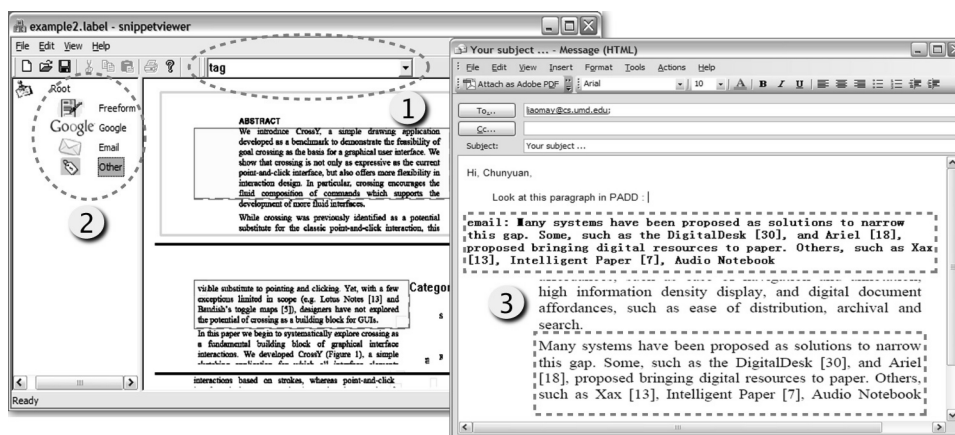 example2.label - snippetviewer
File Edit View Help
tag
1
Root
Freeform
Google Google
Email
Other
2
ABSTRACT
We introduce CrossY, a simple drawing application
developed as a benchmark to demonstrate the feasibility of
goal crossing as the basis for a graphical user interface. We
show that crossing is not only as expressive as the current
point-and-click interface, but also offers more flexibility in
interaction design. In particular, crossing encourages the
fluid composition of commands which supports the
development of more fluid interfaces.
While crossing was previously identified as a potential
substitute for the classic point-and-click interaction, this
visible substitute to pointing and clicking. Yet, with a few
exceptions limited in scope (e.g. Lotus Notes [13] and
Baudish's toggle maps [5]), designers have not explored
the potential of crossing as a building block for GUIs.
Categor
s
In this paper we begin to systematically explore crossing as
a fundamental building block of graphical interface
interactions. We developed CrossY (Figure 1), a simple
sketching application for which all interface elements
interactions based on strokes, whereas point-and-click
Ready
Your subject ... - Message (HTML)
File Edit View Insert Format Tools Actions Help
Attach as Adobe PDF Arial 10 A B I U
To... liaomay@cs.umd.edu;
Cc...
Subject: Your subject ...
Hi, Chunyuan,
Look at this paragraph in PADD :
email: Many systems have been proposed as solutions to narrow
this gap. Some, such as the DigitalDesk [30], and Ariel [18],
proposed bringing digital resources to paper. Others, such as Xax
[13], Intelligent Paper [7], Audio Notebook
3
high information density display, and digital document
affordances, such as ease of distribution, archival and
search.
Many systems have been proposed as solutions to narrow
this gap. Some, such as the DigitalDesk [30], and Ariel
[18], proposed bringing digital resources to paper. Others,
such as Xax [13], Intelligent Paper [7], Audio Notebook